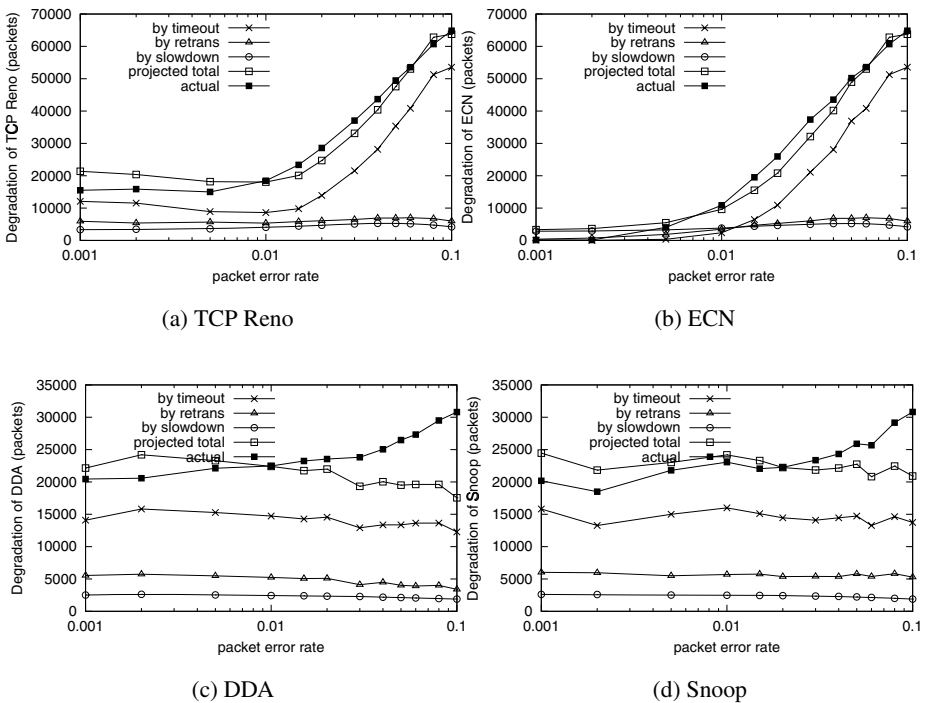 Degradation of TCP Reno (packets)
70000
60000
50000
40000
30000
20000
10000
0
by timeout
by retrans
by slowdown
projected total
actual
0.001
0.01
0.1
packet error rate
(a) TCP Reno
Degradation of ECN (packets)
70000
60000
50000
40000
30000
20000
10000
0
by timeout
by retrans
by slowdown
projected total
actual
0.001
0.01
0.1
packet error rate
(b) ECN
Degradation of DDA (packets)
35000
30000
25000
20000
15000
10000
5000
0
by timeout
by retrans
by slowdown
projected total
actual
0.001
0.01
0.1
packet error rate
(c) DDA
Degradation of Snoop (packets)
35000
30000
25000
20000
15000
10000
5000
0
by timeout
by retrans
by slowdown
projected total
actual
0.001
0.01
0.1
packet error rate
(d) Snoop